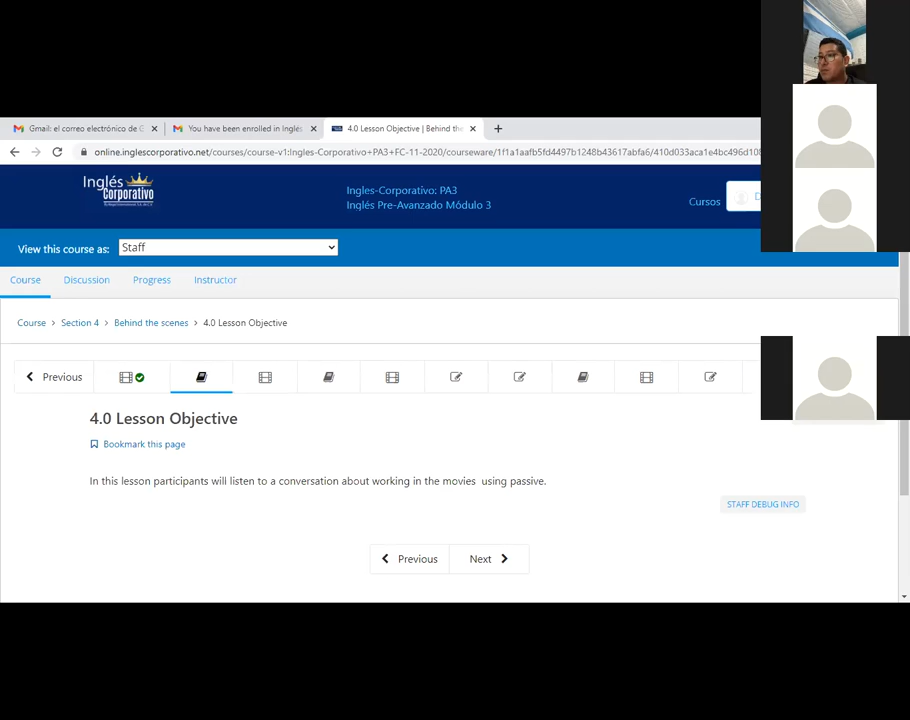 Gmail: el correo electrónico de G
You have been enrolled in Inglés
4.0 Lesson Objective | Behind the
online.inglescorporativo.net/courses/course-v1:Ingles-Corporativo+PA3+FC-11-2020/courseware/1f1a1aafb5fd4497b1248b43617abfa6/410d033aca1e4bc496d108
Inglés
Corporativo
Ingles-Corporativo: PA3
Inglés Pre-Avanzado Módulo 3
Cursos
View this course as: Staff
Course Discussion Progress Instructor
Course > Section 4 > Behind the scenes > 4.0 Lesson Objective
Previous
4.0 Lesson Objective
Bookmark this page
In this lesson participants will listen to a conversation about working in the movies using passive.
STAFF DEBUG INFO
Previous Next